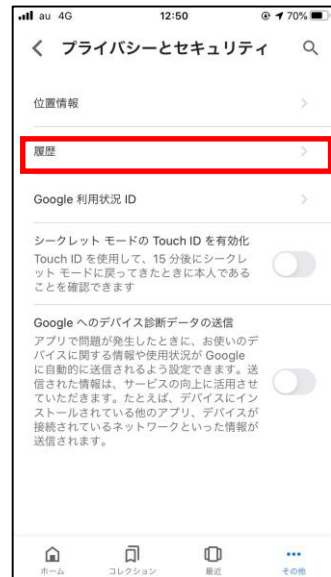 au 4G 12:50 70%
プライバシーとセキュリティ
位置情報
履歴
Google 利用状況 ID
シークレット モードの Touch ID を有効化
Touch ID を使用して、15 分後にシークレ
ット モードに戻ってきたときに本人である
ことを確認できます
Google へのデバイス診断データの送信
アプリで問題が発生したときに、お使いのデ
バイスに関する情報や使用状況が Google
に自動的に送信されるよう設定できます。送
信された情報は、サービスの向上に活用させ
ていただきます。たとえば、デバイスにイン
ストールされている他のアプリ、デバイスが
接続されているネットワークといった情報が
送信されます。
ホーム コレクション 最近 その他